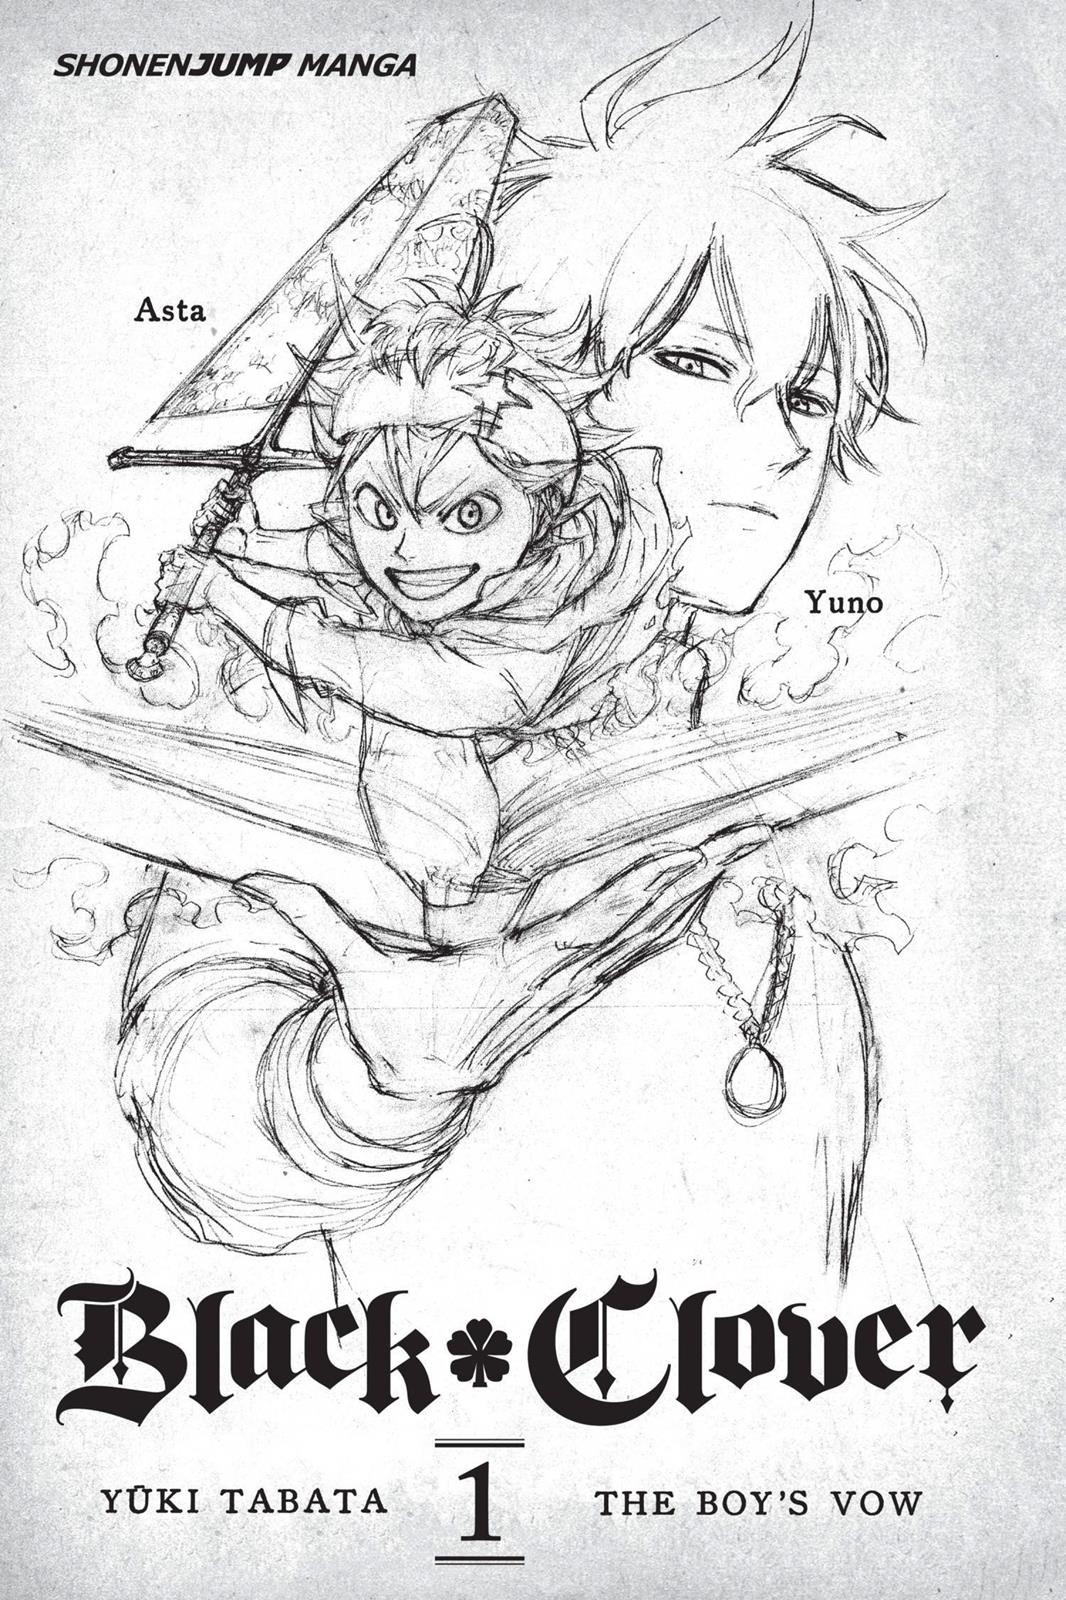 SHONENJUMP MANGA
Asta
Yuno
Black Clover
YŪKI TABATA
1
THE BOY'S VOW